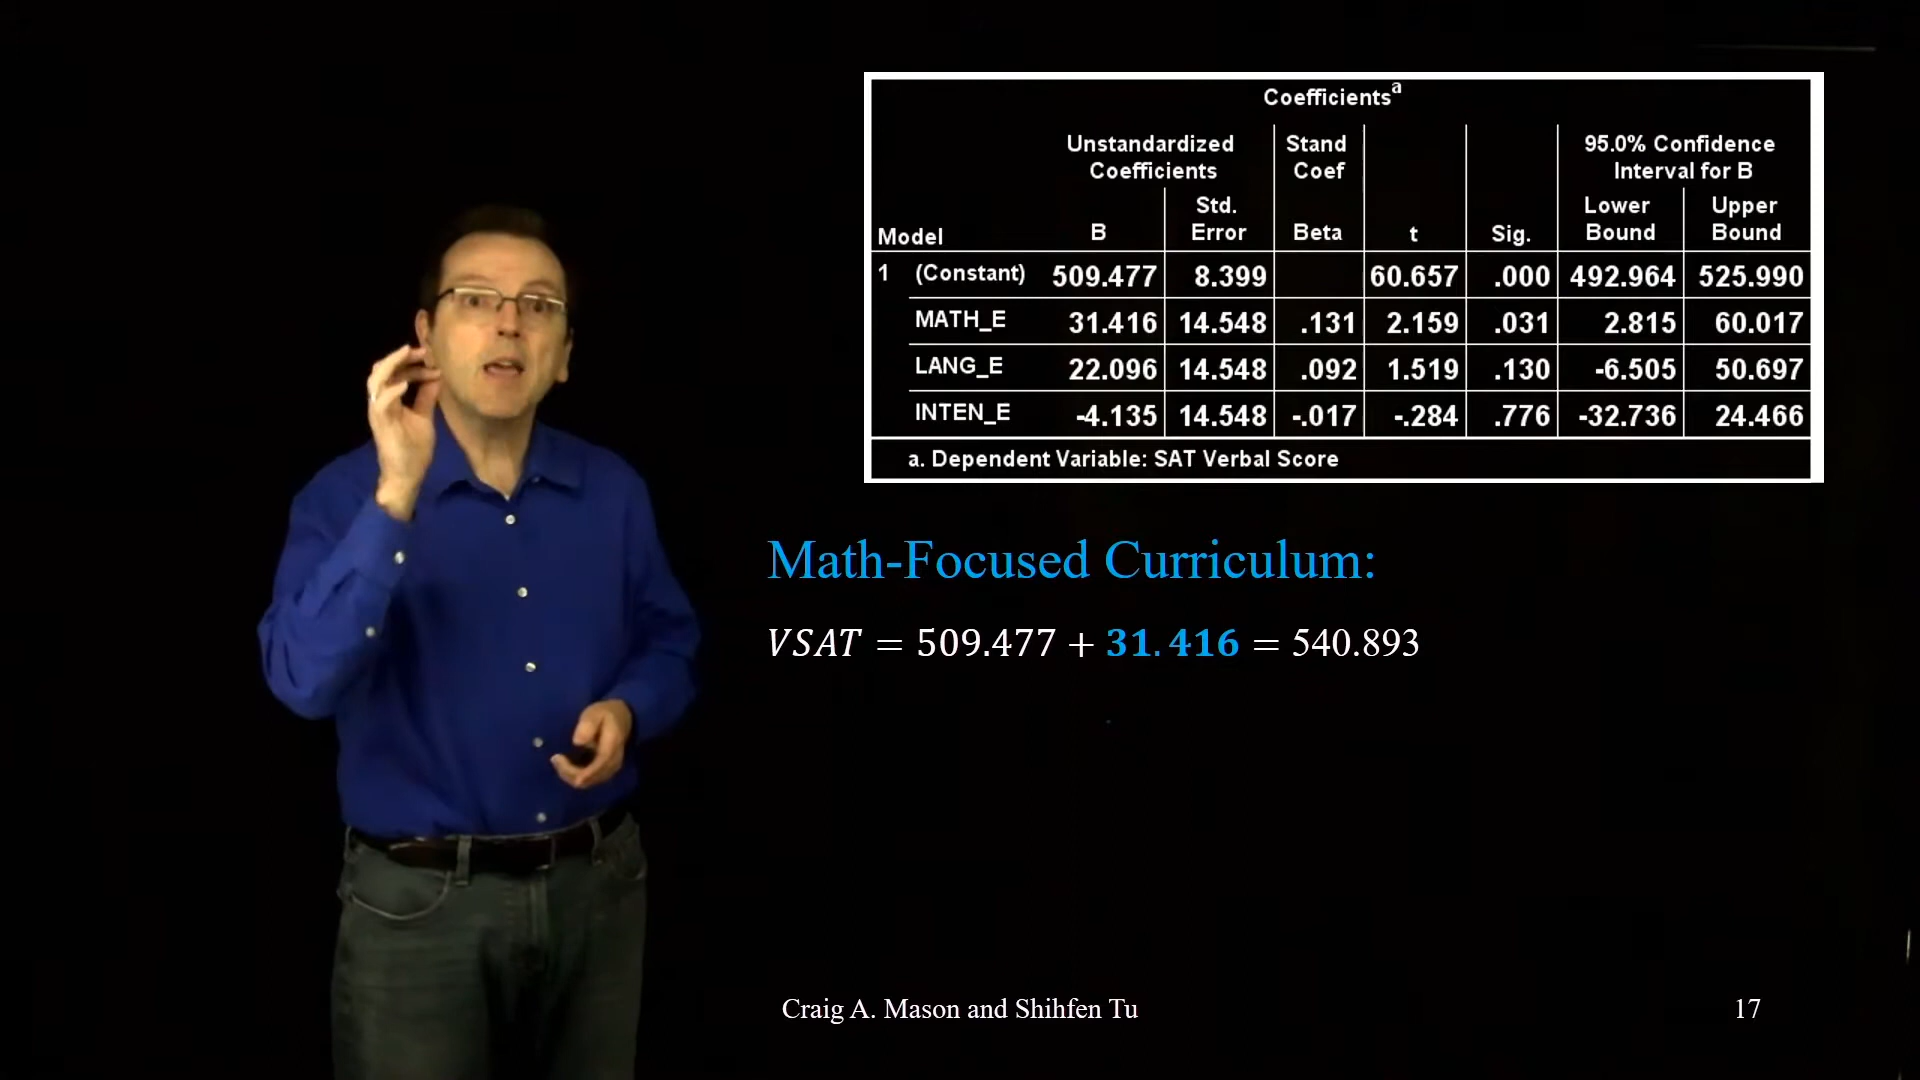 Coefficientsᵃ
Unstandardized Coefficients Stand Coef 95.0% Confidence Interval for B
Model B Std. Error Beta t Sig. Lower Bound Upper Bound
1 (Constant) 509.477 8.399 60.657 .000 492.964 525.990
MATH_E 31.416 14.548 .131 2.159 .031 2.815 60.017
LANG_E 22.096 14.548 .092 1.519 .130 -6.505 50.697
INTEN_E -4.135 14.548 -.017 -.284 .776 -32.736 24.466
a. Dependent Variable: SAT Verbal Score
Math-Focused Curriculum:
VSAT = 509.477 + 31.416 = 540.893
Craig A. Mason and Shihfen Tu 17